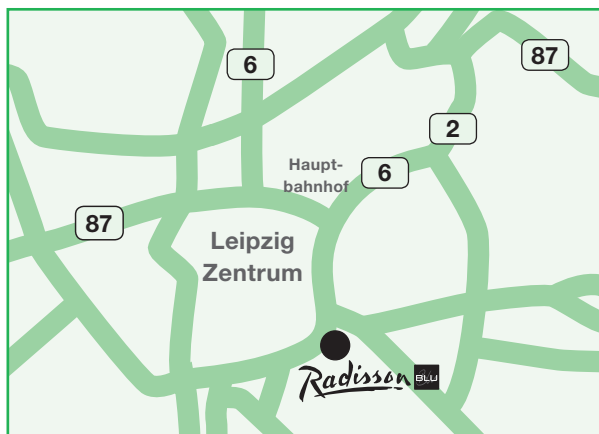 6
87
2
Haupt-
bahnhof
6
87
Leipzig
Zentrum
Radisson BLU